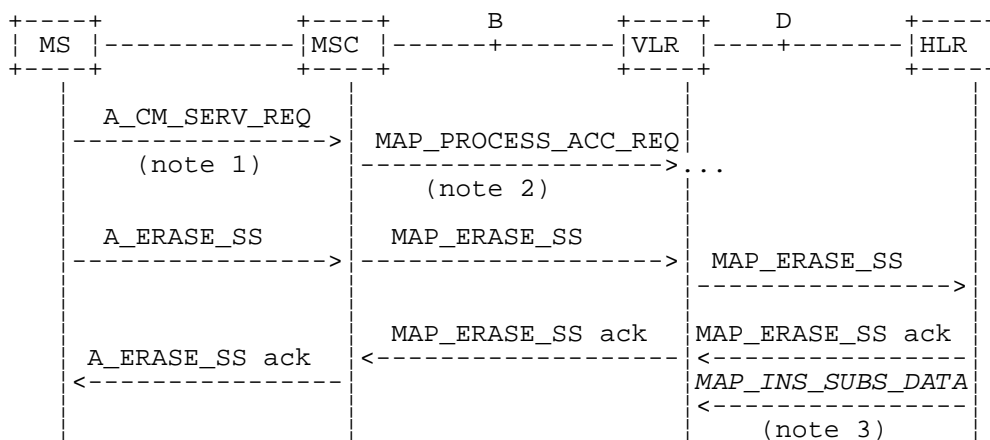 B D
MS MSC VLR HLR
A_CM_SERV_REQ
MAP_PROCESS_ACC_REQ
(note 1) ...
(note 2)
A_ERASE_SS MAP_ERASE_SS
MAP_ERASE_SS
MAP_ERASE_SS ack MAP_ERASE_SS ack
A_ERASE_SS ack
MAP_INS_SUBS_DATA
(note 3)